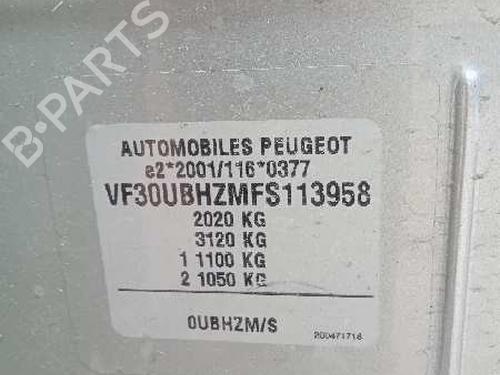 B-PARTS
AUTOMOBILES PEUGEOT
e2*2001/116*0377
VF30UBHZMFS113958
2020 KG
3120 KG
1 1100 KG
2 1050 KG
0UBHZM/S
200471718